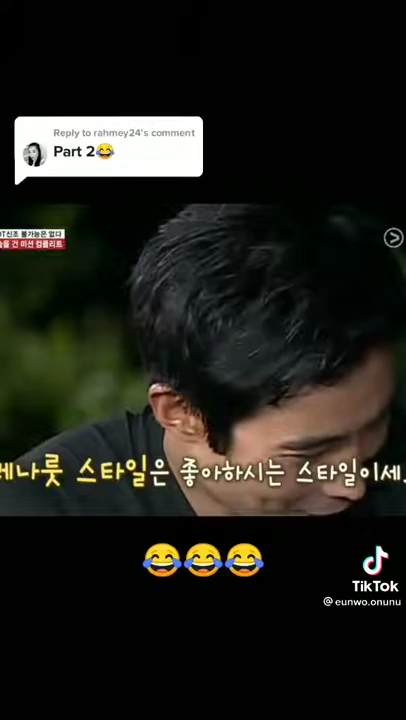 Reply to rahmey24's comment
Part 2😂
OT신조 불가능은 없다
숨을 건 미션 컴플리트
레나룻 스타일은 좋아하시는 스타일이세.
😂😂😂
TikTok
@eunwo.onunu